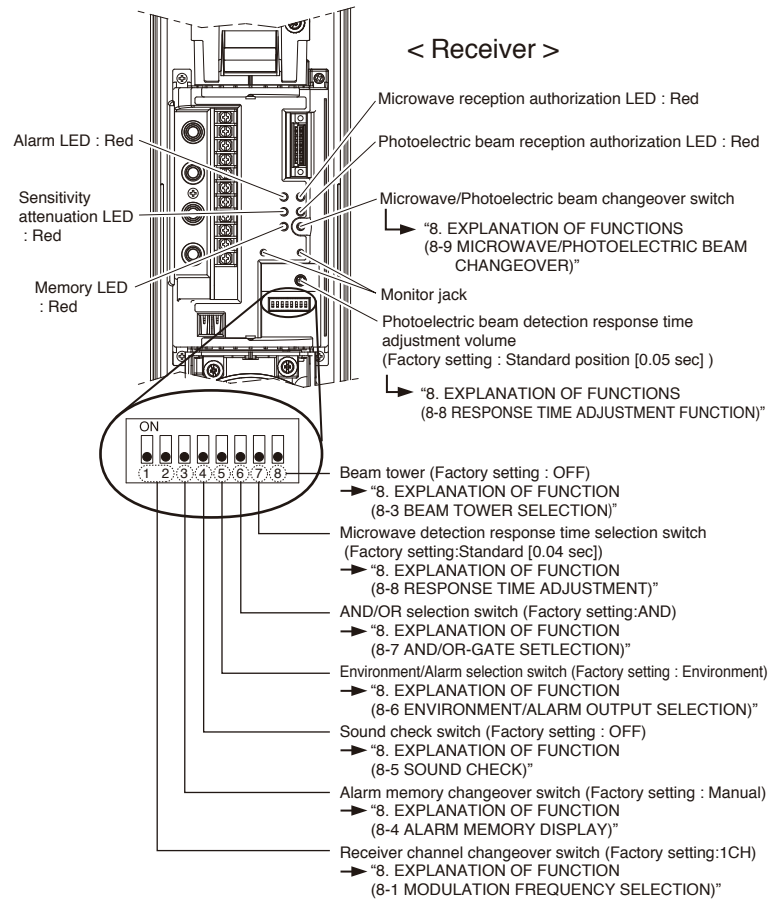 < Receiver >
Microwave reception authorization LED : Red
Alarm LED : Red
Photoelectric beam reception authorization LED : Red
Sensitivity
attenuation LED
: Red
Microwave/Photoelectric beam changeover switch
“8. EXPLANATION OF FUNCTIONS
(8-9 MICROWAVE/PHOTOELECTRIC BEAM
CHANGEOVER)”
Memory LED
: Red
Monitor jack
Photoelectric beam detection response time
adjustment volume
(Factory setting : Standard position [0.05 sec] )
“8. EXPLANATION OF FUNCTIONS
(8-8 RESPONSE TIME ADJUSTMENT FUNCTION)”
ON
1 2 3 4 5 6 7 8
Beam tower (Factory setting : OFF)
“8. EXPLANATION OF FUNCTION
(8-3 BEAM TOWER SELECTION)”
Microwave detection response time selection switch
(Factory setting:Standard [0.04 sec])
“8. EXPLANATION OF FUNCTION
(8-8 RESPONSE TIME ADJUSTMENT)”
AND/OR selection switch (Factory setting:AND)
“8. EXPLANATION OF FUNCTION
(8-7 AND/OR-GATE SETLECTION)”
Environment/Alarm selection switch (Factory setting : Environment)
“8. EXPLANATION OF FUNCTION
(8-6 ENVIRONMENT/ALARM OUTPUT SELECTION)”
Sound check switch (Factory setting : OFF)
“8. EXPLANATION OF FUNCTION
(8-5 SOUND CHECK)”
Alarm memory changeover switch (Factory setting : Manual)
“8. EXPLANATION OF FUNCTION
(8-4 ALARM MEMORY DISPLAY)”
Receiver channel changeover switch (Factory setting:1CH)
“8. EXPLANATION OF FUNCTION
(8-1 MODULATION FREQUENCY SELECTION)”